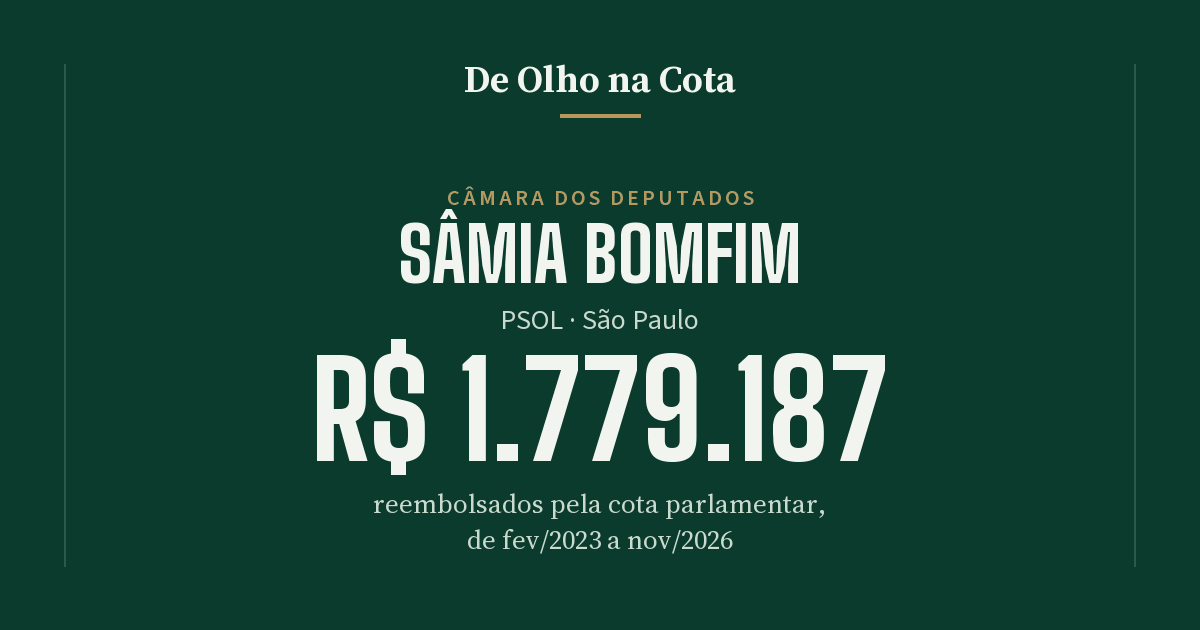 De Olho na Cota
CÂMARA DOS DEPUTADOS
SÂMIA BOMFIM
PSOL · São Paulo
R$ 1.779.187
reembolsados pela cota parlamentar,
de fev/2023 a nov/2026